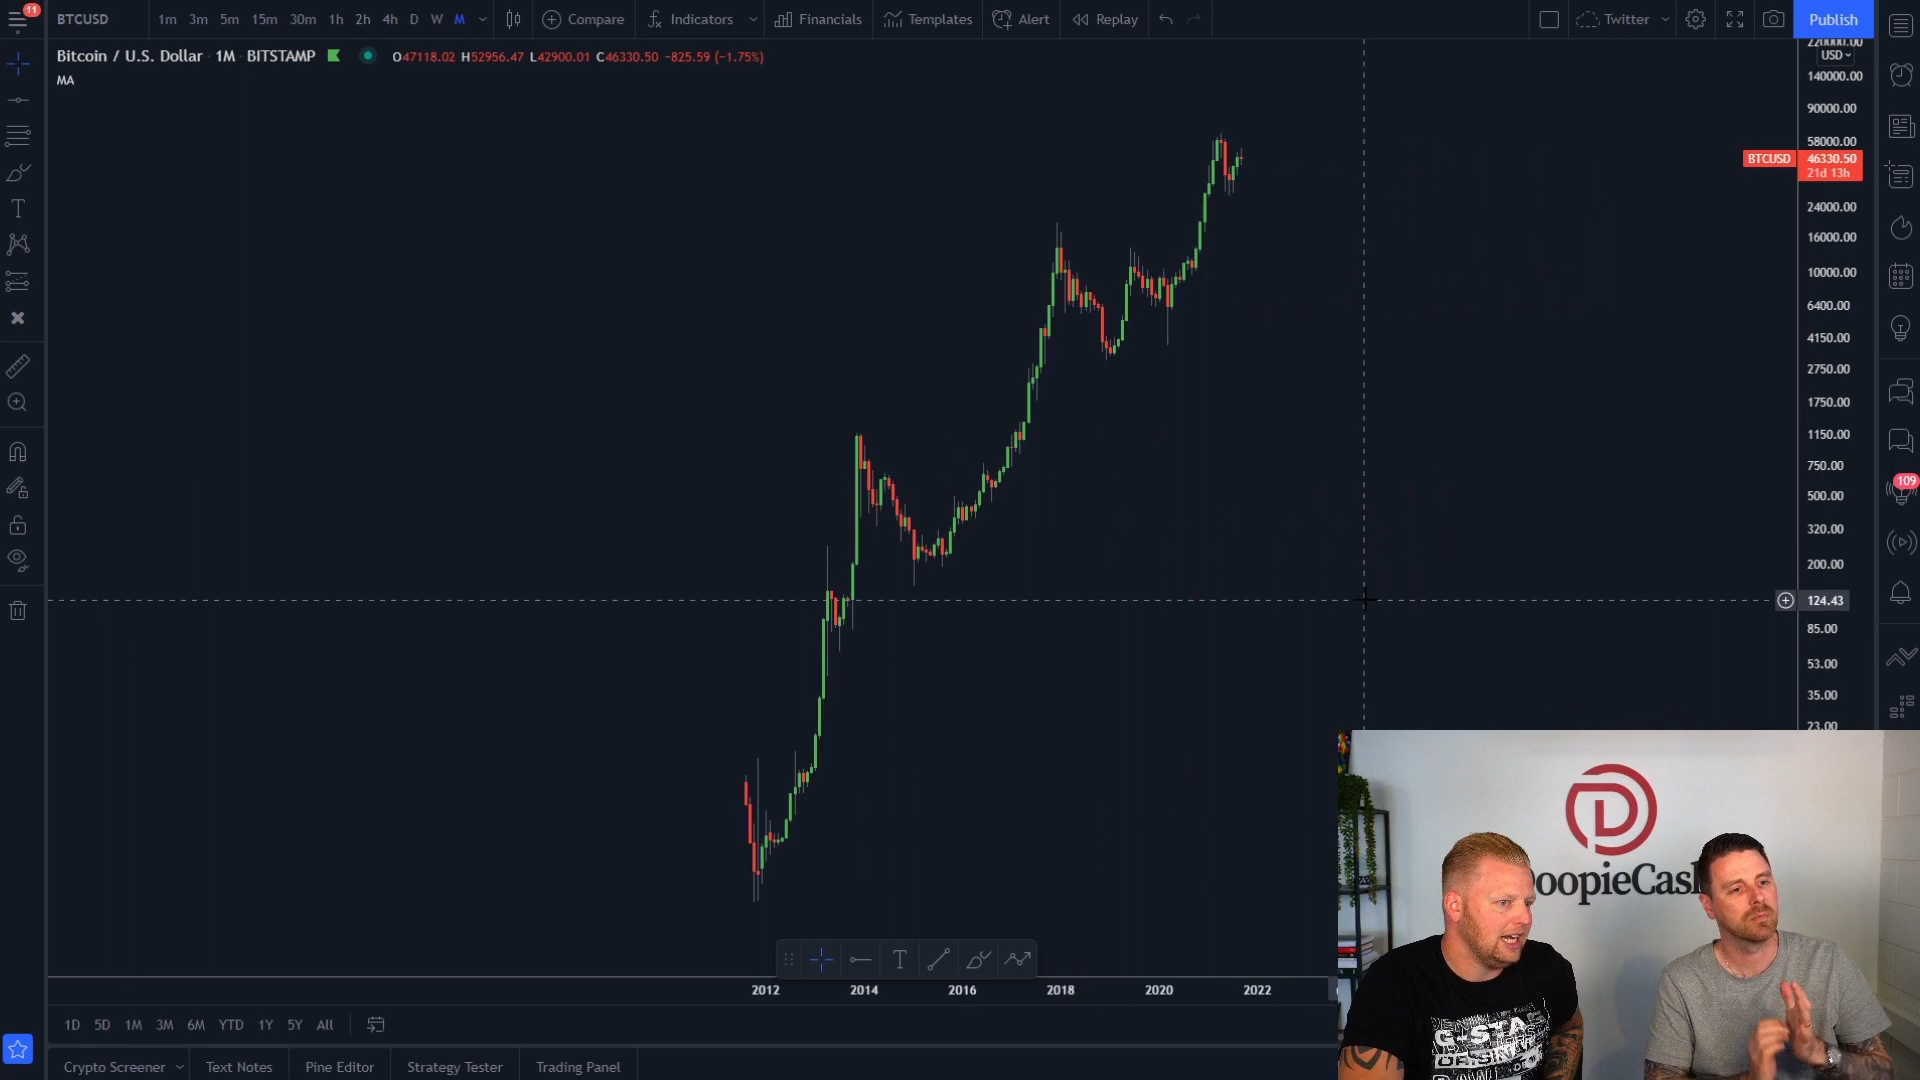 11
BTCUSD 1m 3m 5m 15m 30m 1h 2h 4h D W M Compare Indicators Financials Templates Alert Replay Twitter Publish
Bitcoin / U.S. Dollar · 1M · BITSTAMP O47118.02 H52956.47 L42900.01 C46330.50 -825.59 (-1.75%)
MA
220000.00
USD
140000.00
90000.00
58000.00
BTCUSD 46330.50
21d 13h
24000.00
16000.00
10000.00
6400.00
4150.00
2750.00
1750.00
1150.00
750.00
500.00
320.00
200.00
124.43
85.00
53.00
35.00
23.00
109
2012 2014 2016 2018 2020 2022
1D 5D 1M 3M 6M YTD 1Y 5Y All
Crypto Screener Text Notes Pine Editor Strategy Tester Trading Panel
D
oopieCas
G-STA